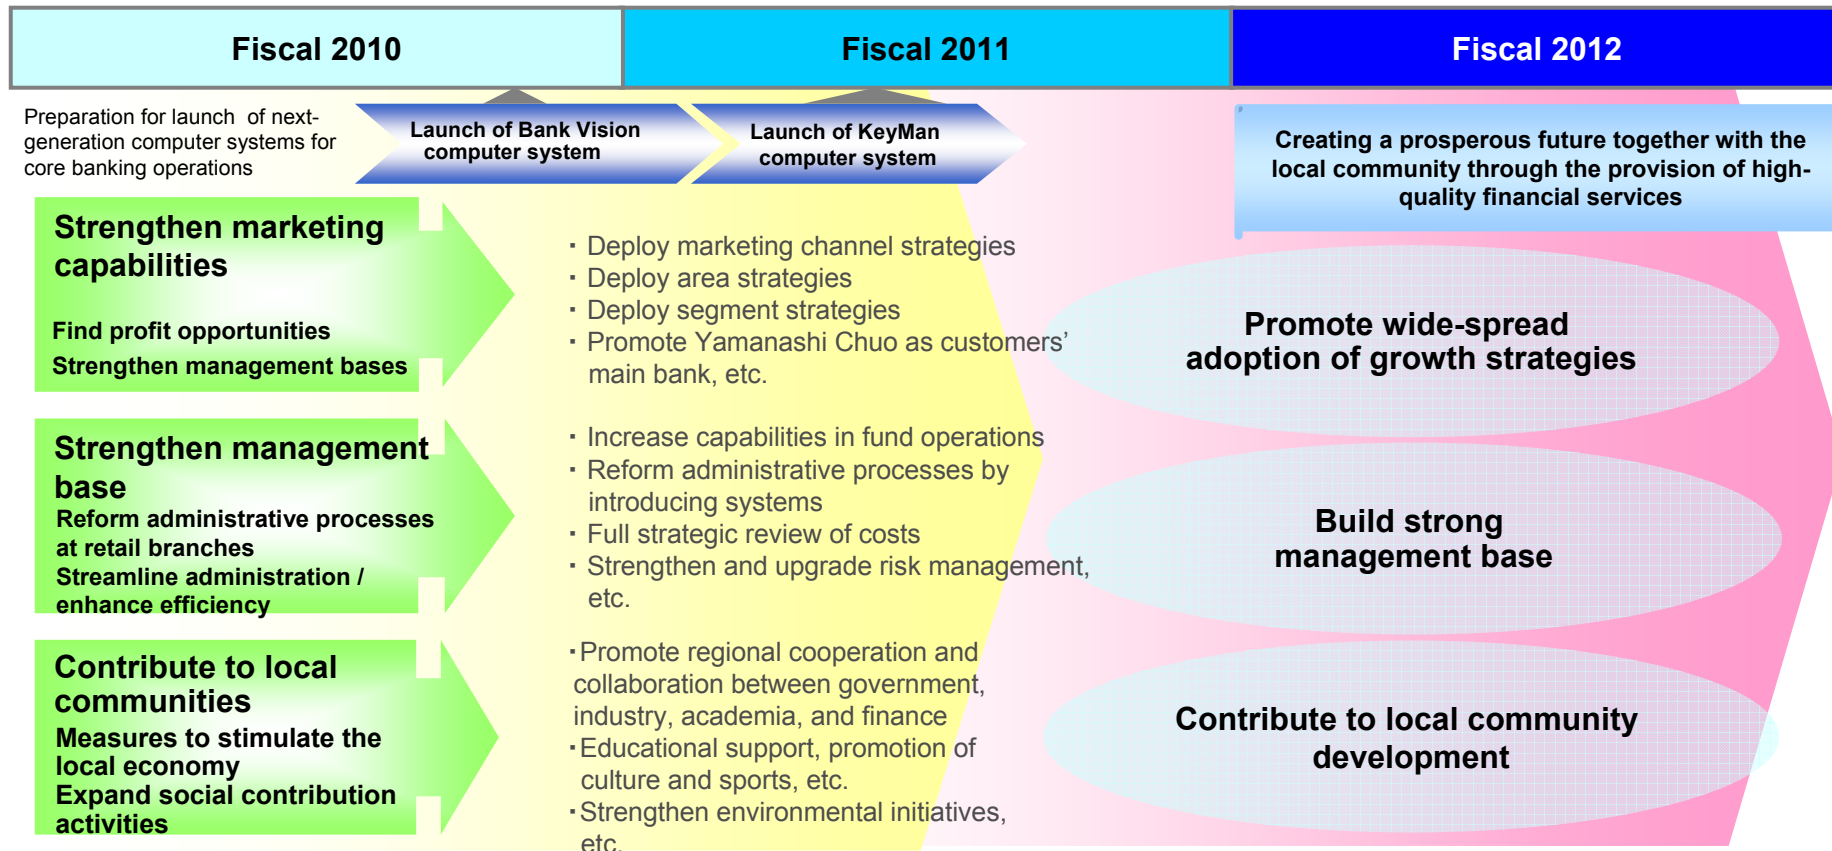 Fiscal 2010
Fiscal 2011
Fiscal 2012
Preparation for launch of next-
generation computer systems for
core banking operations
Launch of Bank Vision
computer system
Launch of KeyMan
computer system
Creating a prosperous future together with the
local community through the provision of high-
quality financial services
Strengthen marketing
capabilities
Find profit opportunities
Strengthen management bases
・Deploy marketing channel strategies
・Deploy area strategies
・Deploy segment strategies
・Promote Yamanashi Chuo as customers’
main bank, etc.
Promote wide-spread
adoption of growth strategies
Strengthen management
base
Reform administrative processes
at retail branches
Streamline administration /
enhance efficiency
・Increase capabilities in fund operations
・Reform administrative processes by
introducing systems
・Full strategic review of costs
・Strengthen and upgrade risk management,
etc.
Build strong
management base
Contribute to local
communities
Measures to stimulate the
local economy
Expand social contribution
activities
・Promote regional cooperation and
collaboration between government,
industry, academia, and finance
・Educational support, promotion of
culture and sports, etc.
・Strengthen environmental initiatives,
etc.
Contribute to local community
development